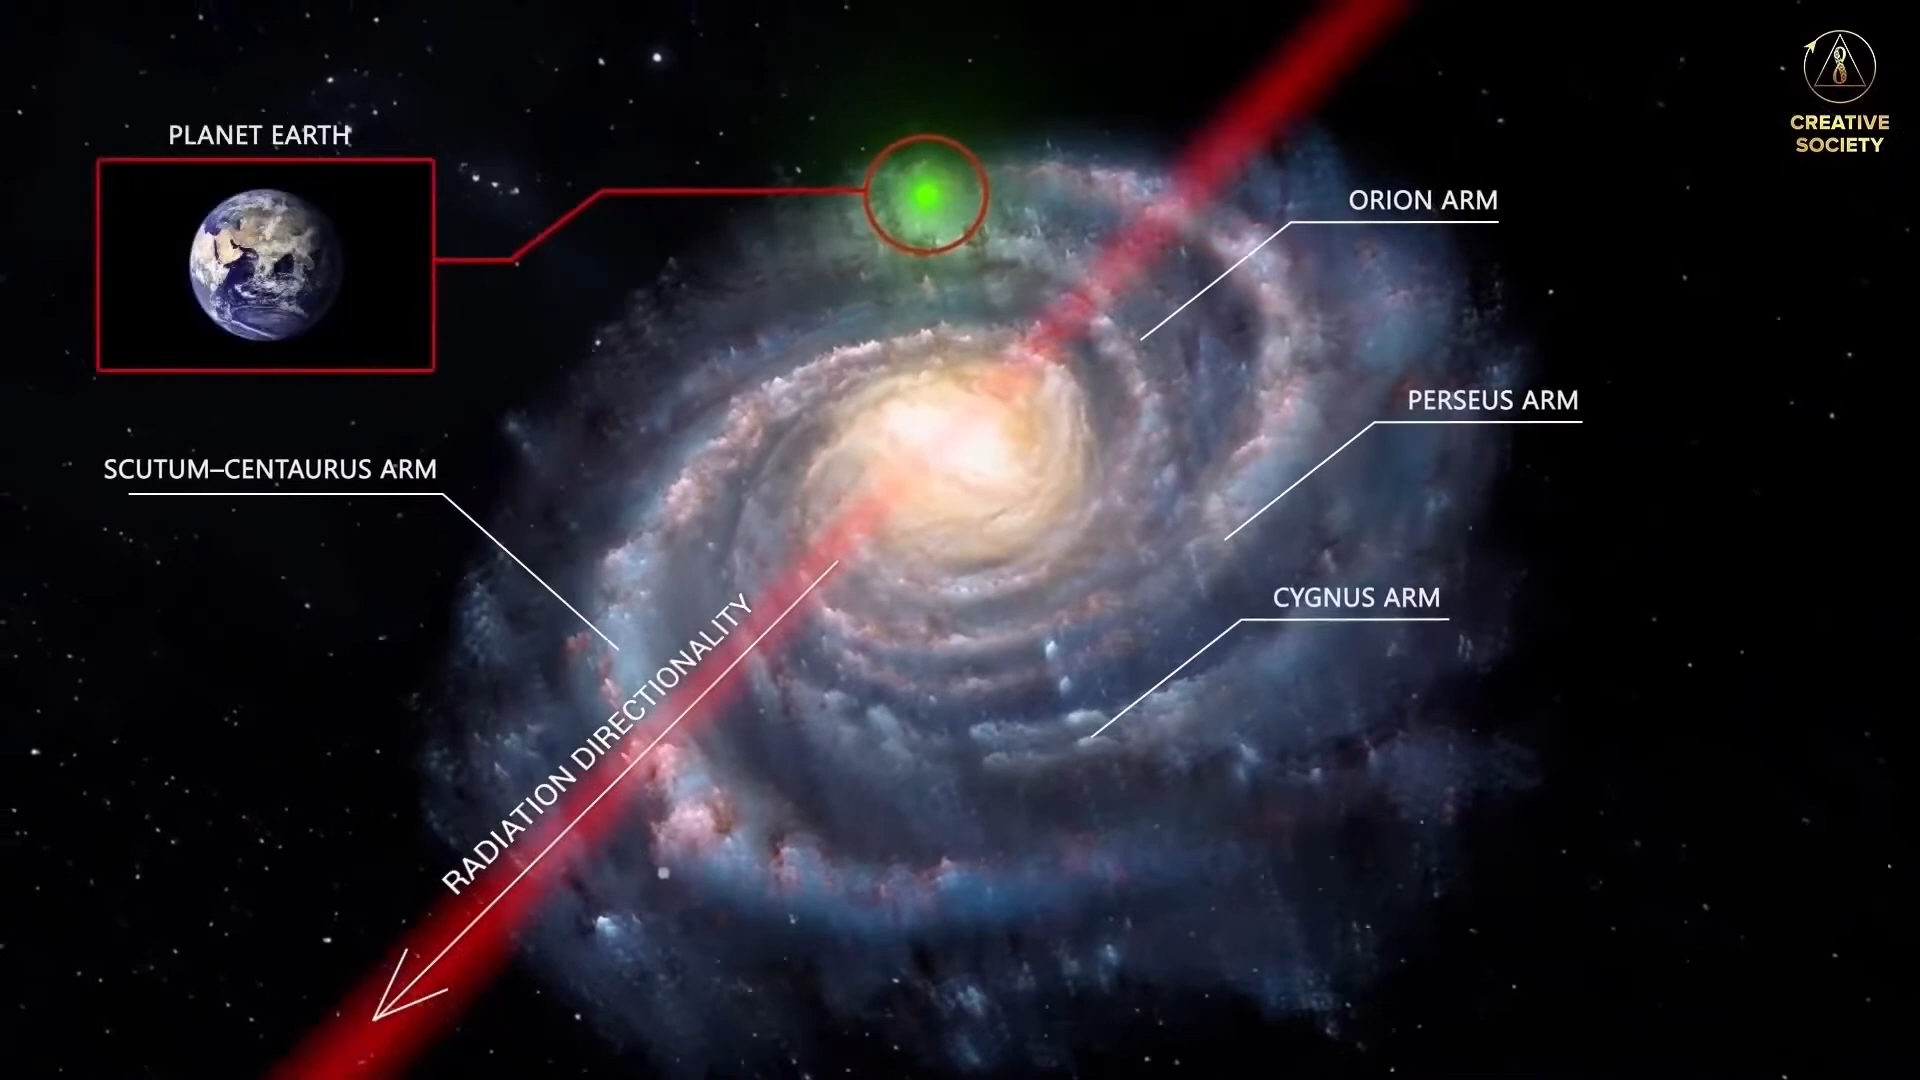 CREATIVE
SOCIETY
PLANET EARTH
ORION ARM
PERSEUS ARM
SCUTUM–CENTAURUS ARM
CYGNUS ARM
RADIATION DIRECTIONALITY